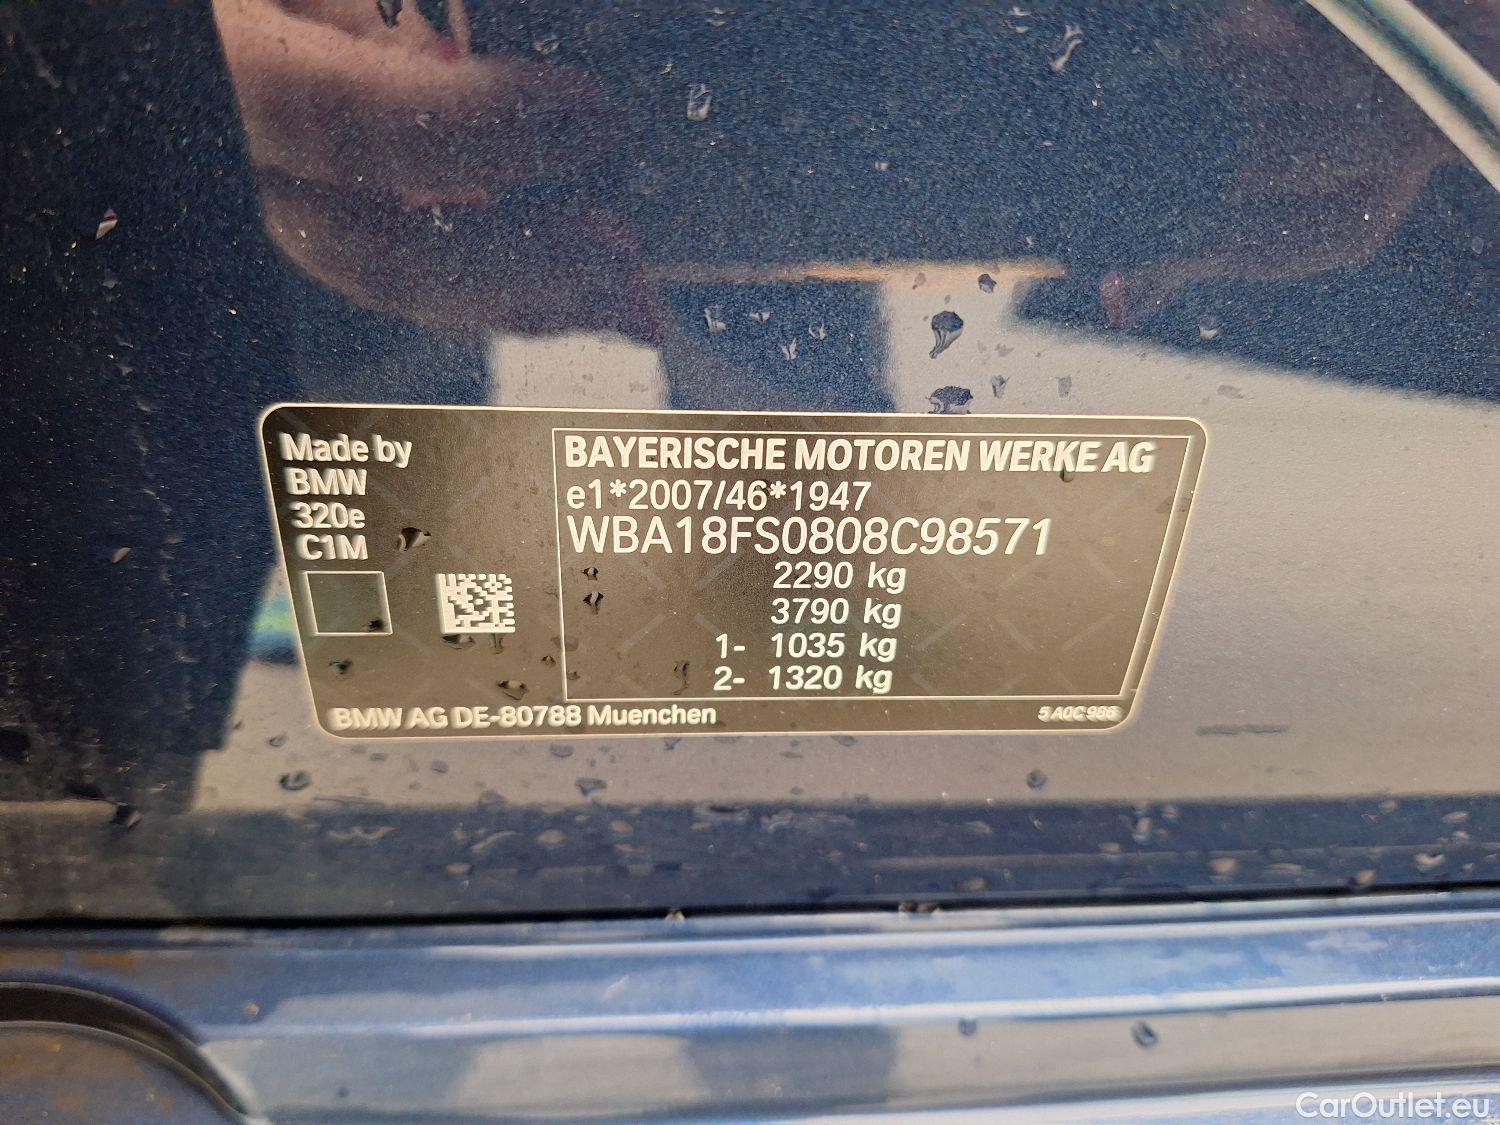 Made by
BMW
320e
C1M
BAYERISCHE MOTOREN WERKE AG
e1*2007/46*1947
WBA18FS0808C98571
2290 kg
3790 kg
1- 1035 kg
2- 1320 kg
BMW AG DE-80788 Muenchen
5A0C986
CarOutlet.eu